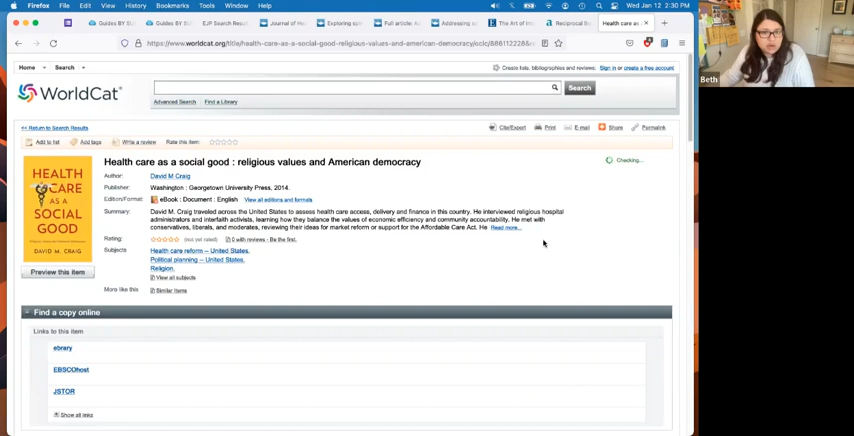 Firefox File Edit View History Bookmarks Tools Window Wed Jan 12 2:30 PM
Guides BY SU Guides BY SU EJP Search Result Journal of Exploring Full article: A Addressing The Art of In Reciprocal B Health care as
https://www.worldcat.org/title/health-care-as-a-social-good-religious-values-and-american-democracy/oclc/886112228
Beth
Home Search Create lists, bibliographies and reviews: Sign in or create a free account
WorldCat
Search
Advanced Search Find a Library
<< Return to Search Results Cite/Export Print E-mail Share Permalink
Add to list Add tags Write a review Rate this item:
Health care as a social good : religious values and American democracy
Checking...
Author: David M Craig
Publisher: Washington : Georgetown University Press, 2014.
Edition/Format: eBook : Document : English View all editions and formats
Summary: David M. Craig traveled across the United States to assess health care access, delivery and finance in this country. He interviewed religious hospital
administrators and interfaith activists, learning how they balance the values of economic efficiency and community accountability. He met with
conservatives, liberals, and moderates, reviewing their ideas for market reform or support for the Affordable Care Act. He Read more...
Rating: (not yet rated) 0 with reviews - Be the first.
Subjects Health care reform -- United States.
Political planning -- United States.
Religion.
View all subjects
More like this Similar Items
HEALTH
CARE
AS A
SOCIAL
GOOD
DAVID M. CRAIG
Preview this item
Find a copy online
Links to this item
ebrary
EBSCOhost
JSTOR
Show all links